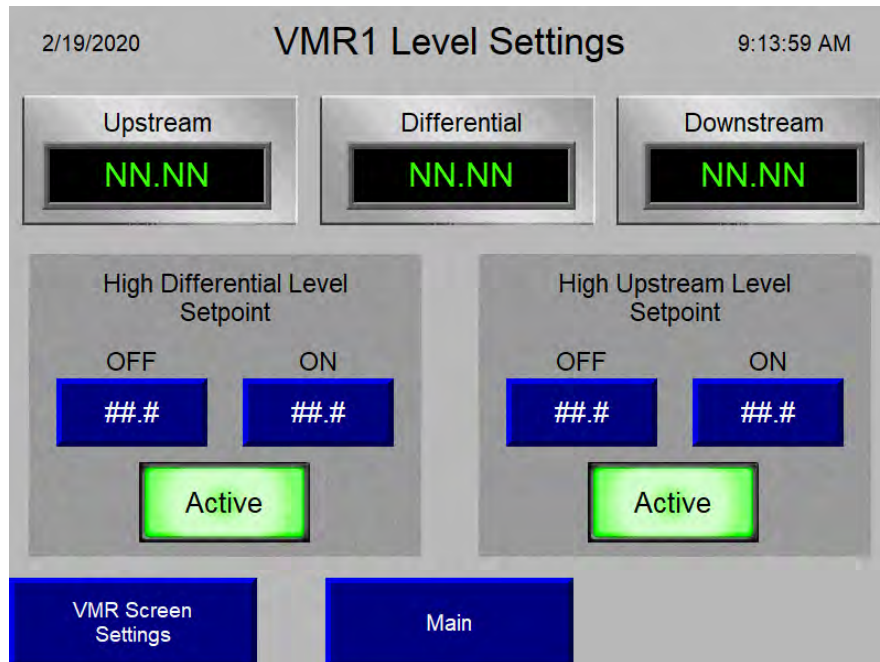 2/19/2020 VMR1 Level Settings 9:13:59 AM
Upstream Differential Downstream
NN.NN NN.NN NN.NN
High Differential Level High Upstream Level
Setpoint Setpoint
OFF ON OFF ON
##.# ##.# ##.# ##.#
Active Active
VMR Screen
Settings
Main